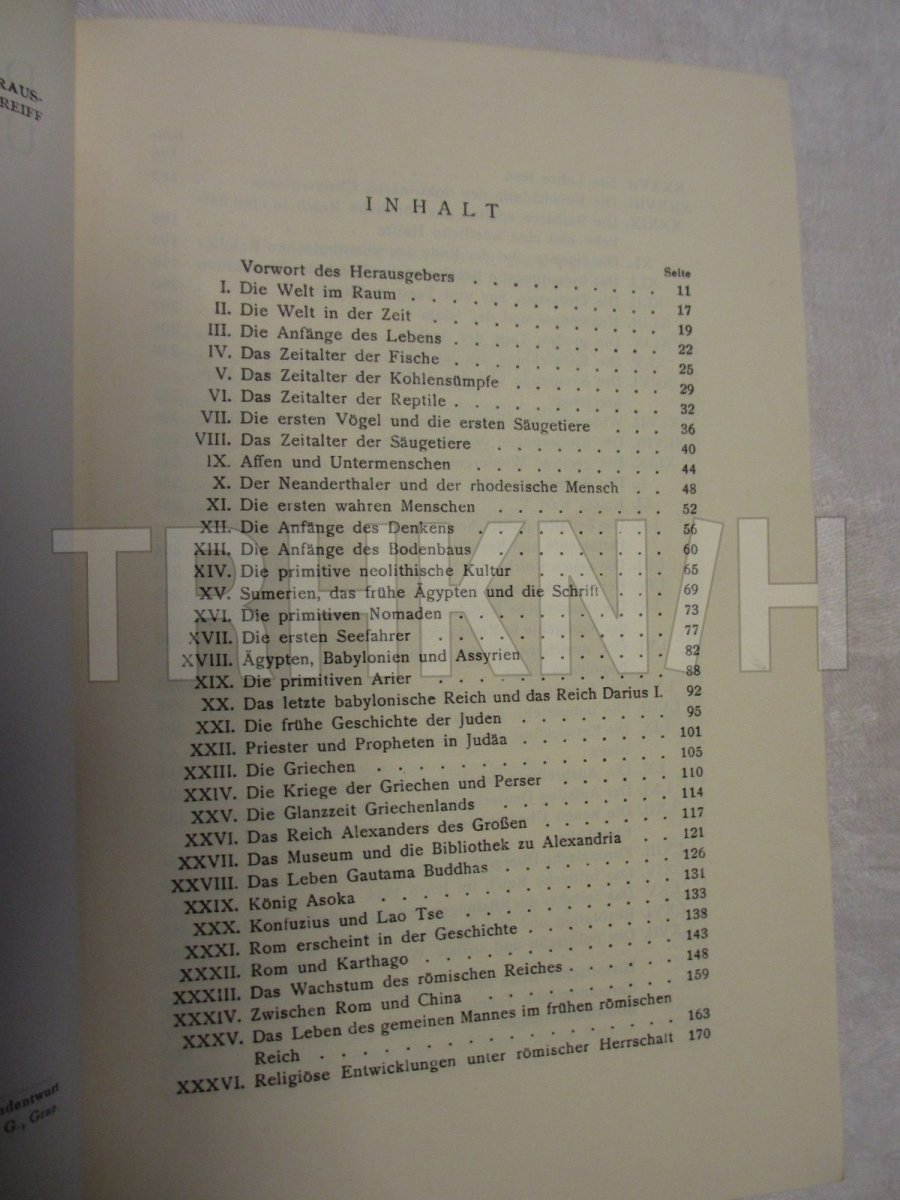 RAUS-
REIFF
INHALT
Seite
Vorwort des Herausgebers . . . . . . . . . . 11
I. Die Welt im Raum . . . . . . . . . . . . 17
II. Die Welt in der Zeit . . . . . . . . . . . 19
III. Die Anfänge des Lebens . . . . . . . . . . 22
IV. Das Zeitalter der Fische . . . . . . . . . . 25
V. Das Zeitalter der Kohlensümpfe . . . . . . . 29
VI. Das Zeitalter der Reptile . . . . . . . . . . 32
VII. Die ersten Vögel und die ersten Säugetiere . . . 36
VIII. Das Zeitalter der Säugetiere . . . . . . . . . 40
IX. Affen und Untermenschen . . . . . . . . . 44
X. Der Neanderthaler und der rhodesische Mensch . . 48
XI. Die ersten wahren Menschen . . . . . . . . 52
XII. Die Anfänge des Denkens . . . . . . . . . 56
XIII. Die Anfänge des Bodenbaus . . . . . . . . 60
XIV. Die primitive neolithische Kultur . . . . . . 65
XV. Sumerien, das frühe Ägypten und die Schrift . . . 69
XVI. Die primitiven Nomaden . . . . . . . . . . 73
XVII. Die ersten Seefahrer . . . . . . . . . . . 77
XVIII. Ägypten, Babylonien und Assyrien . . . . . . 82
XIX. Die primitiven Arier . . . . . . . . . . . 88
XX. Das letzte babylonische Reich und das Reich Darius I. 92
XXI. Die frühe Geschichte der Juden . . . . . . . 95
XXII. Priester und Propheten in Judäa . . . . . . . 101
XXIII. Die Griechen . . . . . . . . . . . . . 105
XXIV. Die Kriege der Griechen und Perser . . . . . 110
XXV. Die Glanzzeit Griechenlands . . . . . . . . 114
XXVI. Das Reich Alexanders des Großen . . . . . . 117
XXVII. Das Museum und die Bibliothek zu Alexandria . . 121
XXVIII. Das Leben Gautama Buddhas . . . . . . . . 126
XXIX. König Asoka . . . . . . . . . . . . . 131
XXX. Konfuzius und Lao Tse . . . . . . . . . . 133
XXXI. Rom erscheint in der Geschichte . . . . . . . 138
XXXII. Rom und Karthago . . . . . . . . . . . 143
XXXIII. Das Wachstum des römischen Reiches . . . . . 148
XXXIV. Zwischen Rom und China . . . . . . . . . 159
XXXV. Das Leben des gemeinen Mannes im frühen römischen
Reich . . . . . . . . . . . . . . . . 163
XXXVI. Religiöse Entwicklungen unter römischer Herrschaft 170
ndentwurf
G., Graz